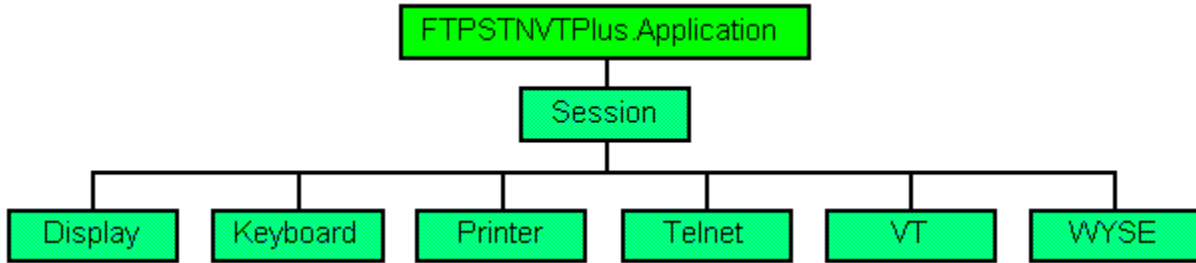 FTPSTNVTPlus.Application
Session
Display
Keyboard
Printer
Telnet
VT
WYSE